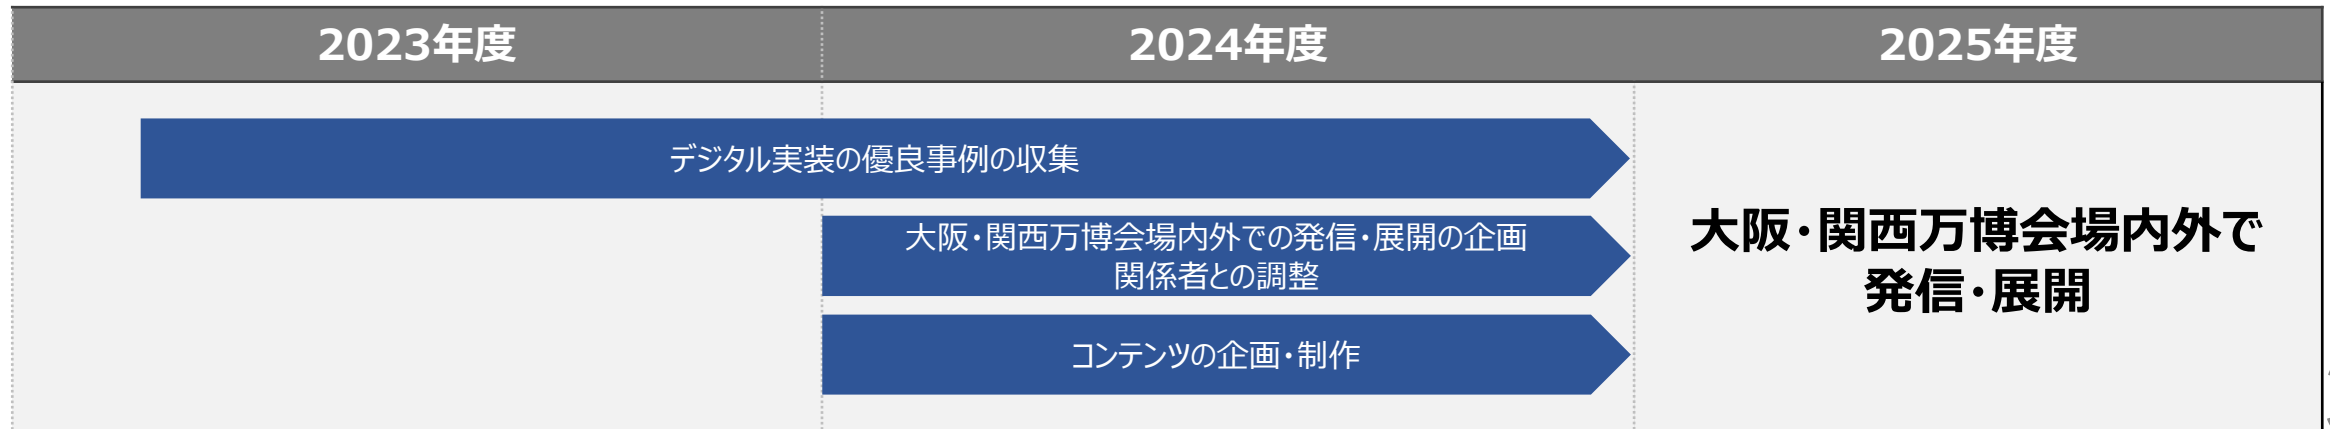 2023年度
2024年度
2025年度
デジタル実装の優良事例の収集
大阪・関西万博会場内外での発信・展開の企画
関係者との調整
コンテンツの企画・制作
大阪・関西万博会場内外で
発信・展開